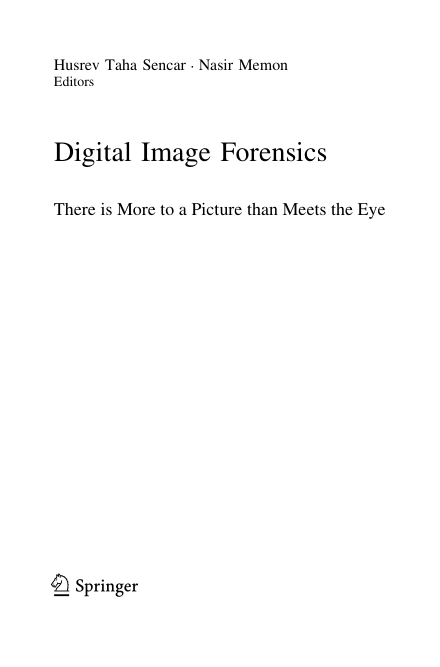 Husrev Taha Sencar · Nasir Memon
Editors
Digital Image Forensics
There is More to a Picture than Meets the Eye
Springer